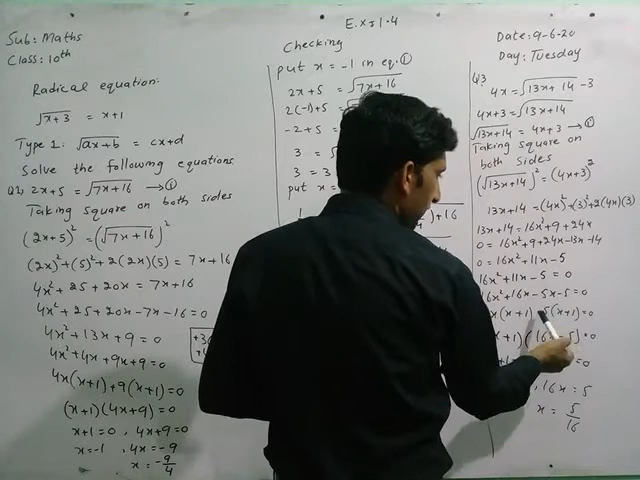 Sub: Maths
Class: 10th
E.x: 1.4
Date: 9-6-20
Day: Tuesday
Radical equation:
√(x+3) = x+1
Type 1: √(ax+b) = cx+d
Solve the following equations
Q1) 2x+5 = √(7x+16) → ①
Taking square on both sides
(2x+5)² = (√(7x+16))²
(2x)²+(5)²+2(2x)(5) = 7x+16
4x²+25+20x = 7x+16
4x²+25+20x-7x-16=0
4x²+13x+9=0
4x²+4x+9x+9=0
4x(x+1)+9(x+1)=0
(x+1)(4x+9)=0
x+1=0, 4x+9=0
x=-1, 4x=-9
x=-9/4
Checking
put x = -1 in eq. ①
2x+5 = √(7x+16)
2(-1)+5 =
-2+5 =
3 =
3 = 3
put x =
)+16
Q3
4x = √(13x+14) -3
4x+3 = √(13x+14)
√(13x+14) = 4x+3 → ①
Taking square on
both sides
(√(13x+14))² = (4x+3)²
13x+14 = (4x)²+(3)²+2(4x)(3)
13x+14 = 16x²+9+24x
0 = 16x²+9+24x-13x-14
0 = 16x²+11x-5
16x²+11x-5=0
16x²+16x-5x-5=0
x(x+1) 5(x+1)=0
x+1)(16x-5)=0
=0
, 16x = 5
x = 5/16